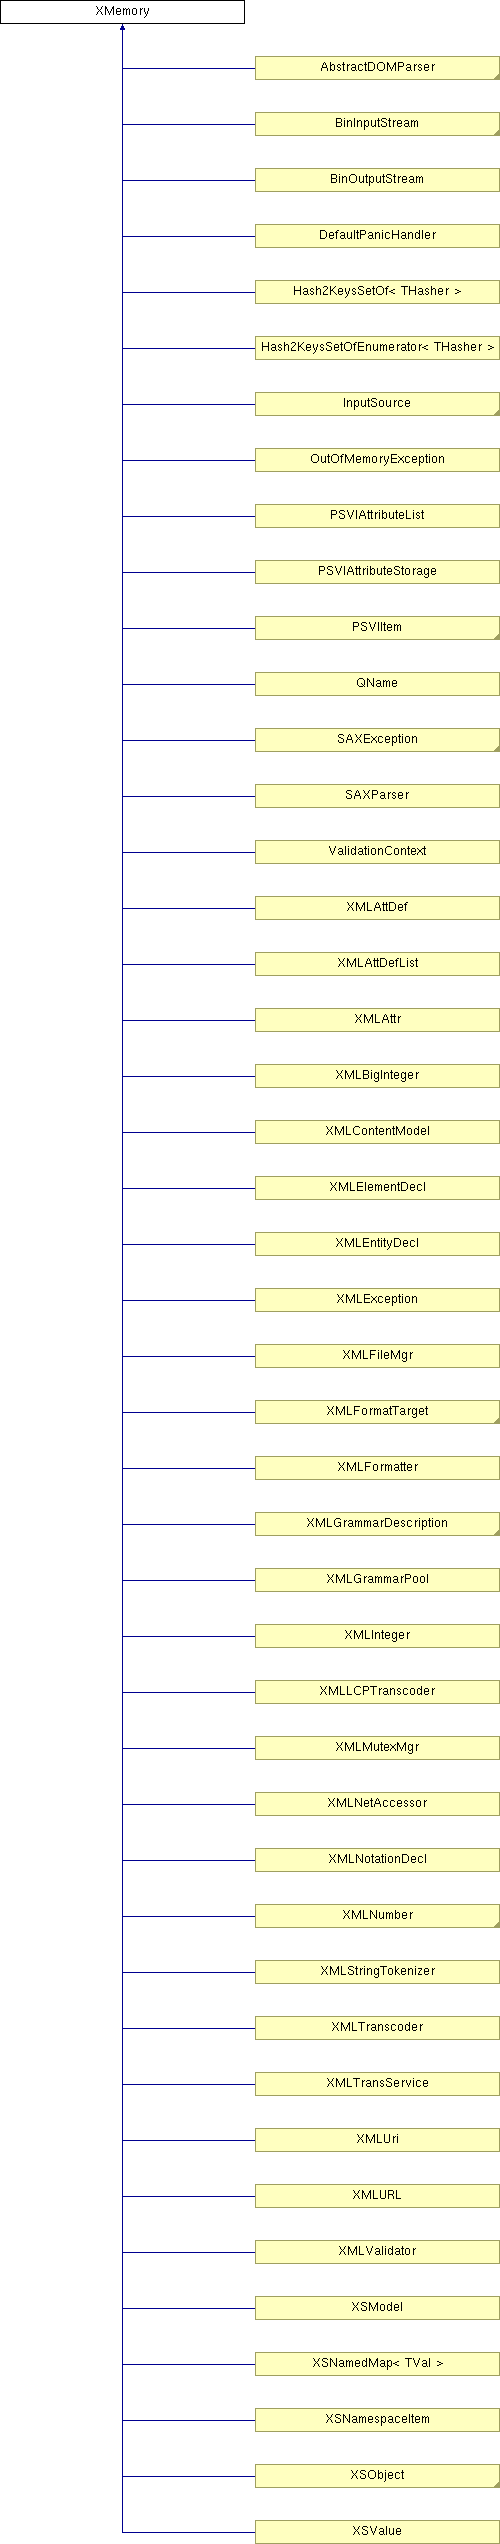 XMemory
AbstractDOMParser
BinInputStream
BinOutputStream
DefaultPanicHandler
Hash2KeysSetOf< THasher >
Hash2KeysSetOfEnumerator< THasher >
InputSource
OutOfMemoryException
PSVIAttributeList
PSVIAttributeStorage
PSVIItem
QName
SAXException
SAXParser
ValidationContext
XMLAttDef
XMLAttDefList
XMLAttr
XMLBigInteger
XMLContentModel
XMLElementDecl
XMLEntityDecl
XMLException
XMLFileMgr
XMLFormatTarget
XMLFormatter
XMLGrammarDescription
XMLGrammarPool
XMLInteger
XMLLCPTranscoder
XMLMutexMgr
XMLNetAccessor
XMLNotationDecl
XMLNumber
XMLStringTokenizer
XMLTranscoder
XMLTransService
XMLUri
XMLURL
XMLValidator
XSModel
XSNamedMap< TVal >
XSNamespaceItem
XSObject
XSValue